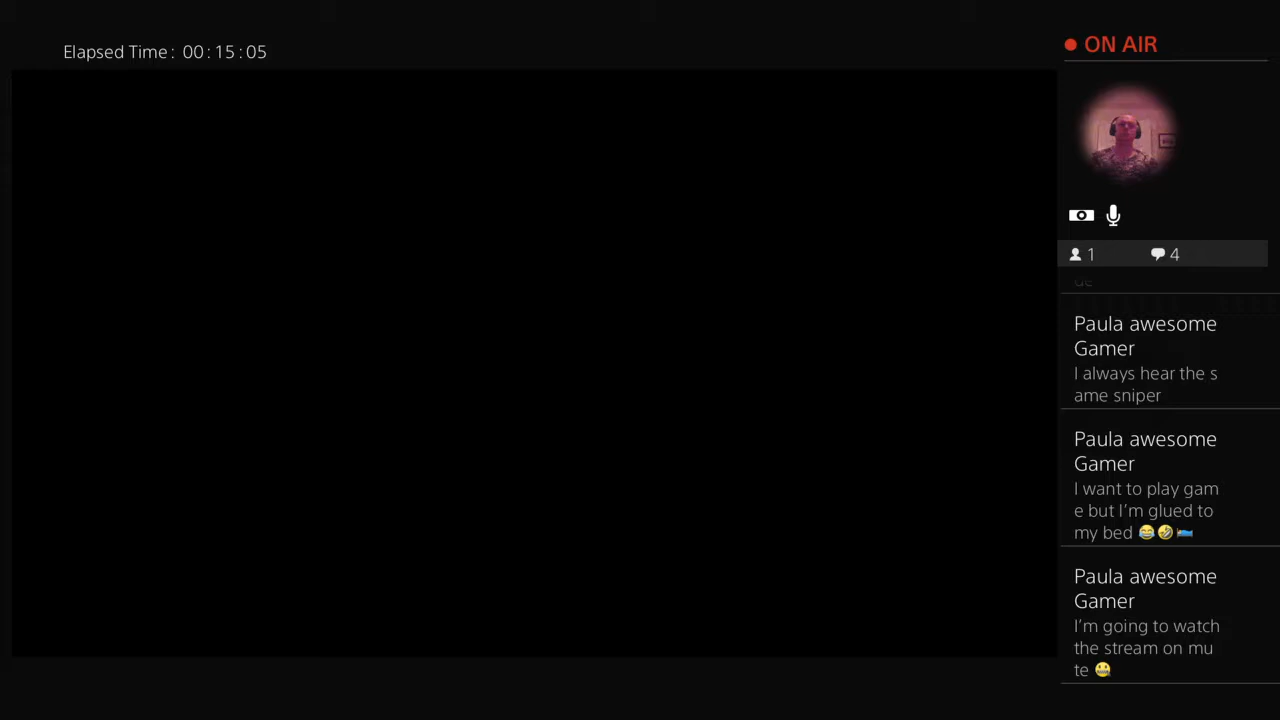 Elapsed Time: 00:15:05
ON AIR
1 4
Paula awesome
Gamer
I always hear the s
ame sniper
Paula awesome
Gamer
I want to play gam
e but I'm glued to
my bed 😂🤣🛌
Paula awesome
Gamer
I'm going to watch
the stream on mu
te 🤐